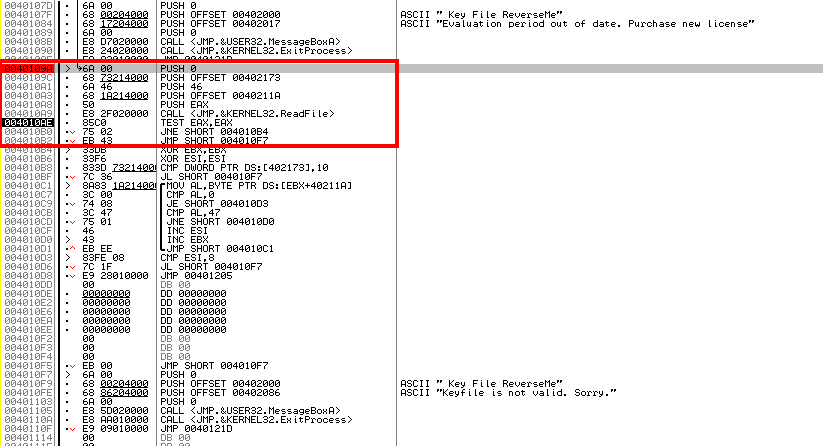 0040107D 6A 00 PUSH 0
0040107F 68 00204000 PUSH OFFSET 00402000 ASCII " Key File ReverseMe"
00401084 68 17204000 PUSH OFFSET 00402017 ASCII "Evaluation period out of date. Purchase new license"
00401089 6A 00 PUSH 0
0040108B E8 D7020000 CALL <JMP.&USER32.MessageBoxA>
00401090 E8 24020000 CALL <JMP.&KERNEL32.ExitProcess>
0040109A > 6A 00 PUSH 0
0040109C 68 73214000 PUSH OFFSET 00402173
004010A1 6A 46 PUSH 46
004010A3 68 1A214000 PUSH OFFSET 0040211A
004010A8 50 PUSH EAX
004010A9 E8 2F020000 CALL <JMP.&KERNEL32.ReadFile>
004010AE 85C0 TEST EAX,EAX
004010B0 75 02 JNE SHORT 004010B4
004010B2 EB 43 JMP SHORT 004010F7
004010B4 > 33DB XOR EBX,EBX
004010B6 33F6 XOR ESI,ESI
004010B8 833D 73214000 CMP DWORD PTR DS:[402173],10
004010BF 7C 36 JL SHORT 004010F7
004010C1 > 8A83 1A214000 MOV AL,BYTE PTR DS:[EBX+40211A]
004010C7 3C 00 CMP AL,0
004010C9 74 08 JE SHORT 004010D3
004010CB 3C 47 CMP AL,47
004010CD 75 01 JNE SHORT 004010D0
004010CF 46 INC ESI
004010D0 > 43 INC EBX
004010D1 EB EE JMP SHORT 004010C1
004010D3 > 83FE 08 CMP ESI,8
004010D6 7C 1F JL SHORT 004010F7
004010D8 E9 28010000 JMP 00401205
004010DD 00 DB 00
004010DE 00000000 DD 00000000
004010E2 00000000 DD 00000000
004010E6 00000000 DD 00000000
004010EA 00000000 DD 00000000
004010EE 00000000 DD 00000000
004010F2 00 DB 00
004010F3 00 DB 00
004010F4 00 DB 00
004010F5 EB 00 JMP SHORT 004010F7
004010F7 > 6A 00 PUSH 0
004010F9 68 00204000 PUSH OFFSET 00402000 ASCII " Key File ReverseMe"
004010FE 68 86204000 PUSH OFFSET 00402086 ASCII "Keyfile is not valid. Sorry."
00401103 6A 00 PUSH 0
00401105 E8 5D020000 CALL <JMP.&USER32.MessageBoxA>
0040110A E8 AA010000 CALL <JMP.&KERNEL32.ExitProcess>
0040110F E9 09010000 JMP 0040121D
00401114 00 DB 00